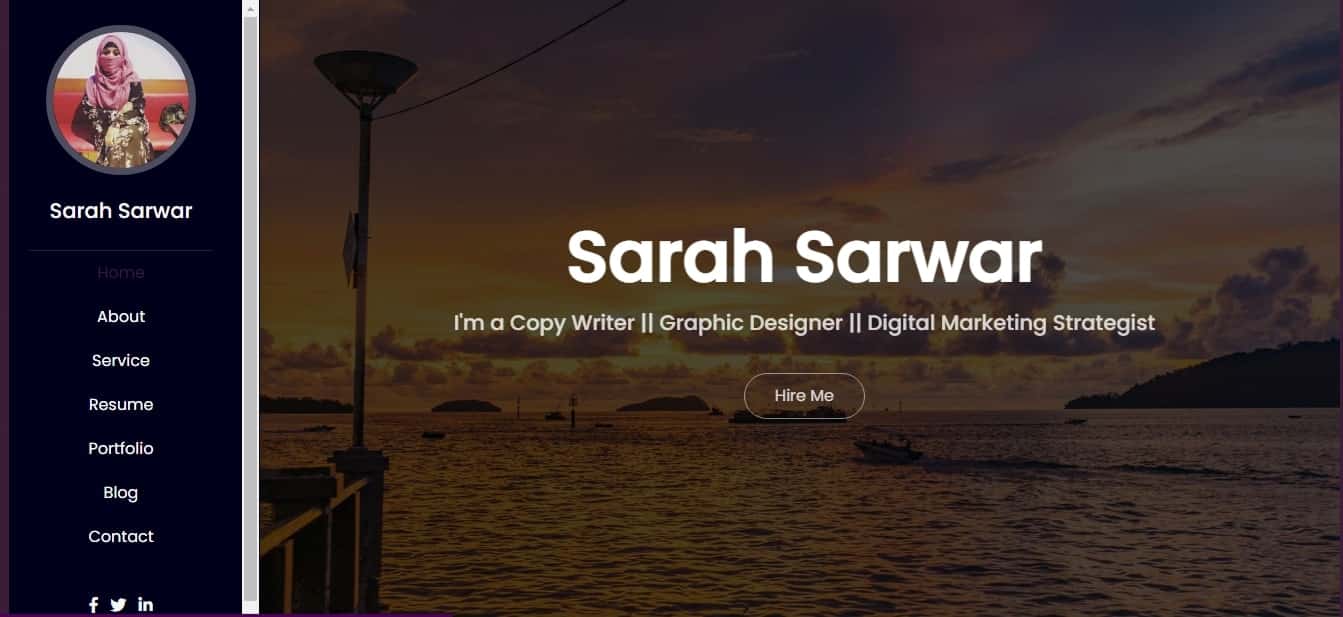 Sarah Sarwar
Home
About
Service
Resume
Portfolio
Blog
Contact
Sarah Sarwar
I'm a Copy Writer || Graphic Designer || Digital Marketing Strategist
Hire Me